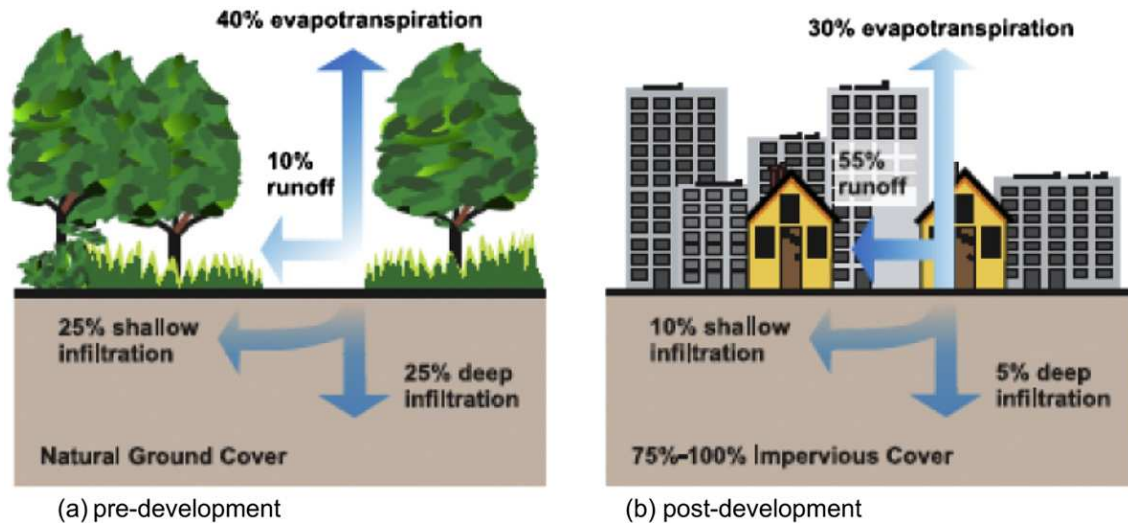 40% evapotranspiration
10%
runoff
25% shallow
infiltration
25% deep
infiltration
Natural Ground Cover
(a) pre-development
30% evapotranspiration
55%
runoff
10% shallow
infiltration
5% deep
infiltration
75%–100% Impervious Cover
(b) post-development